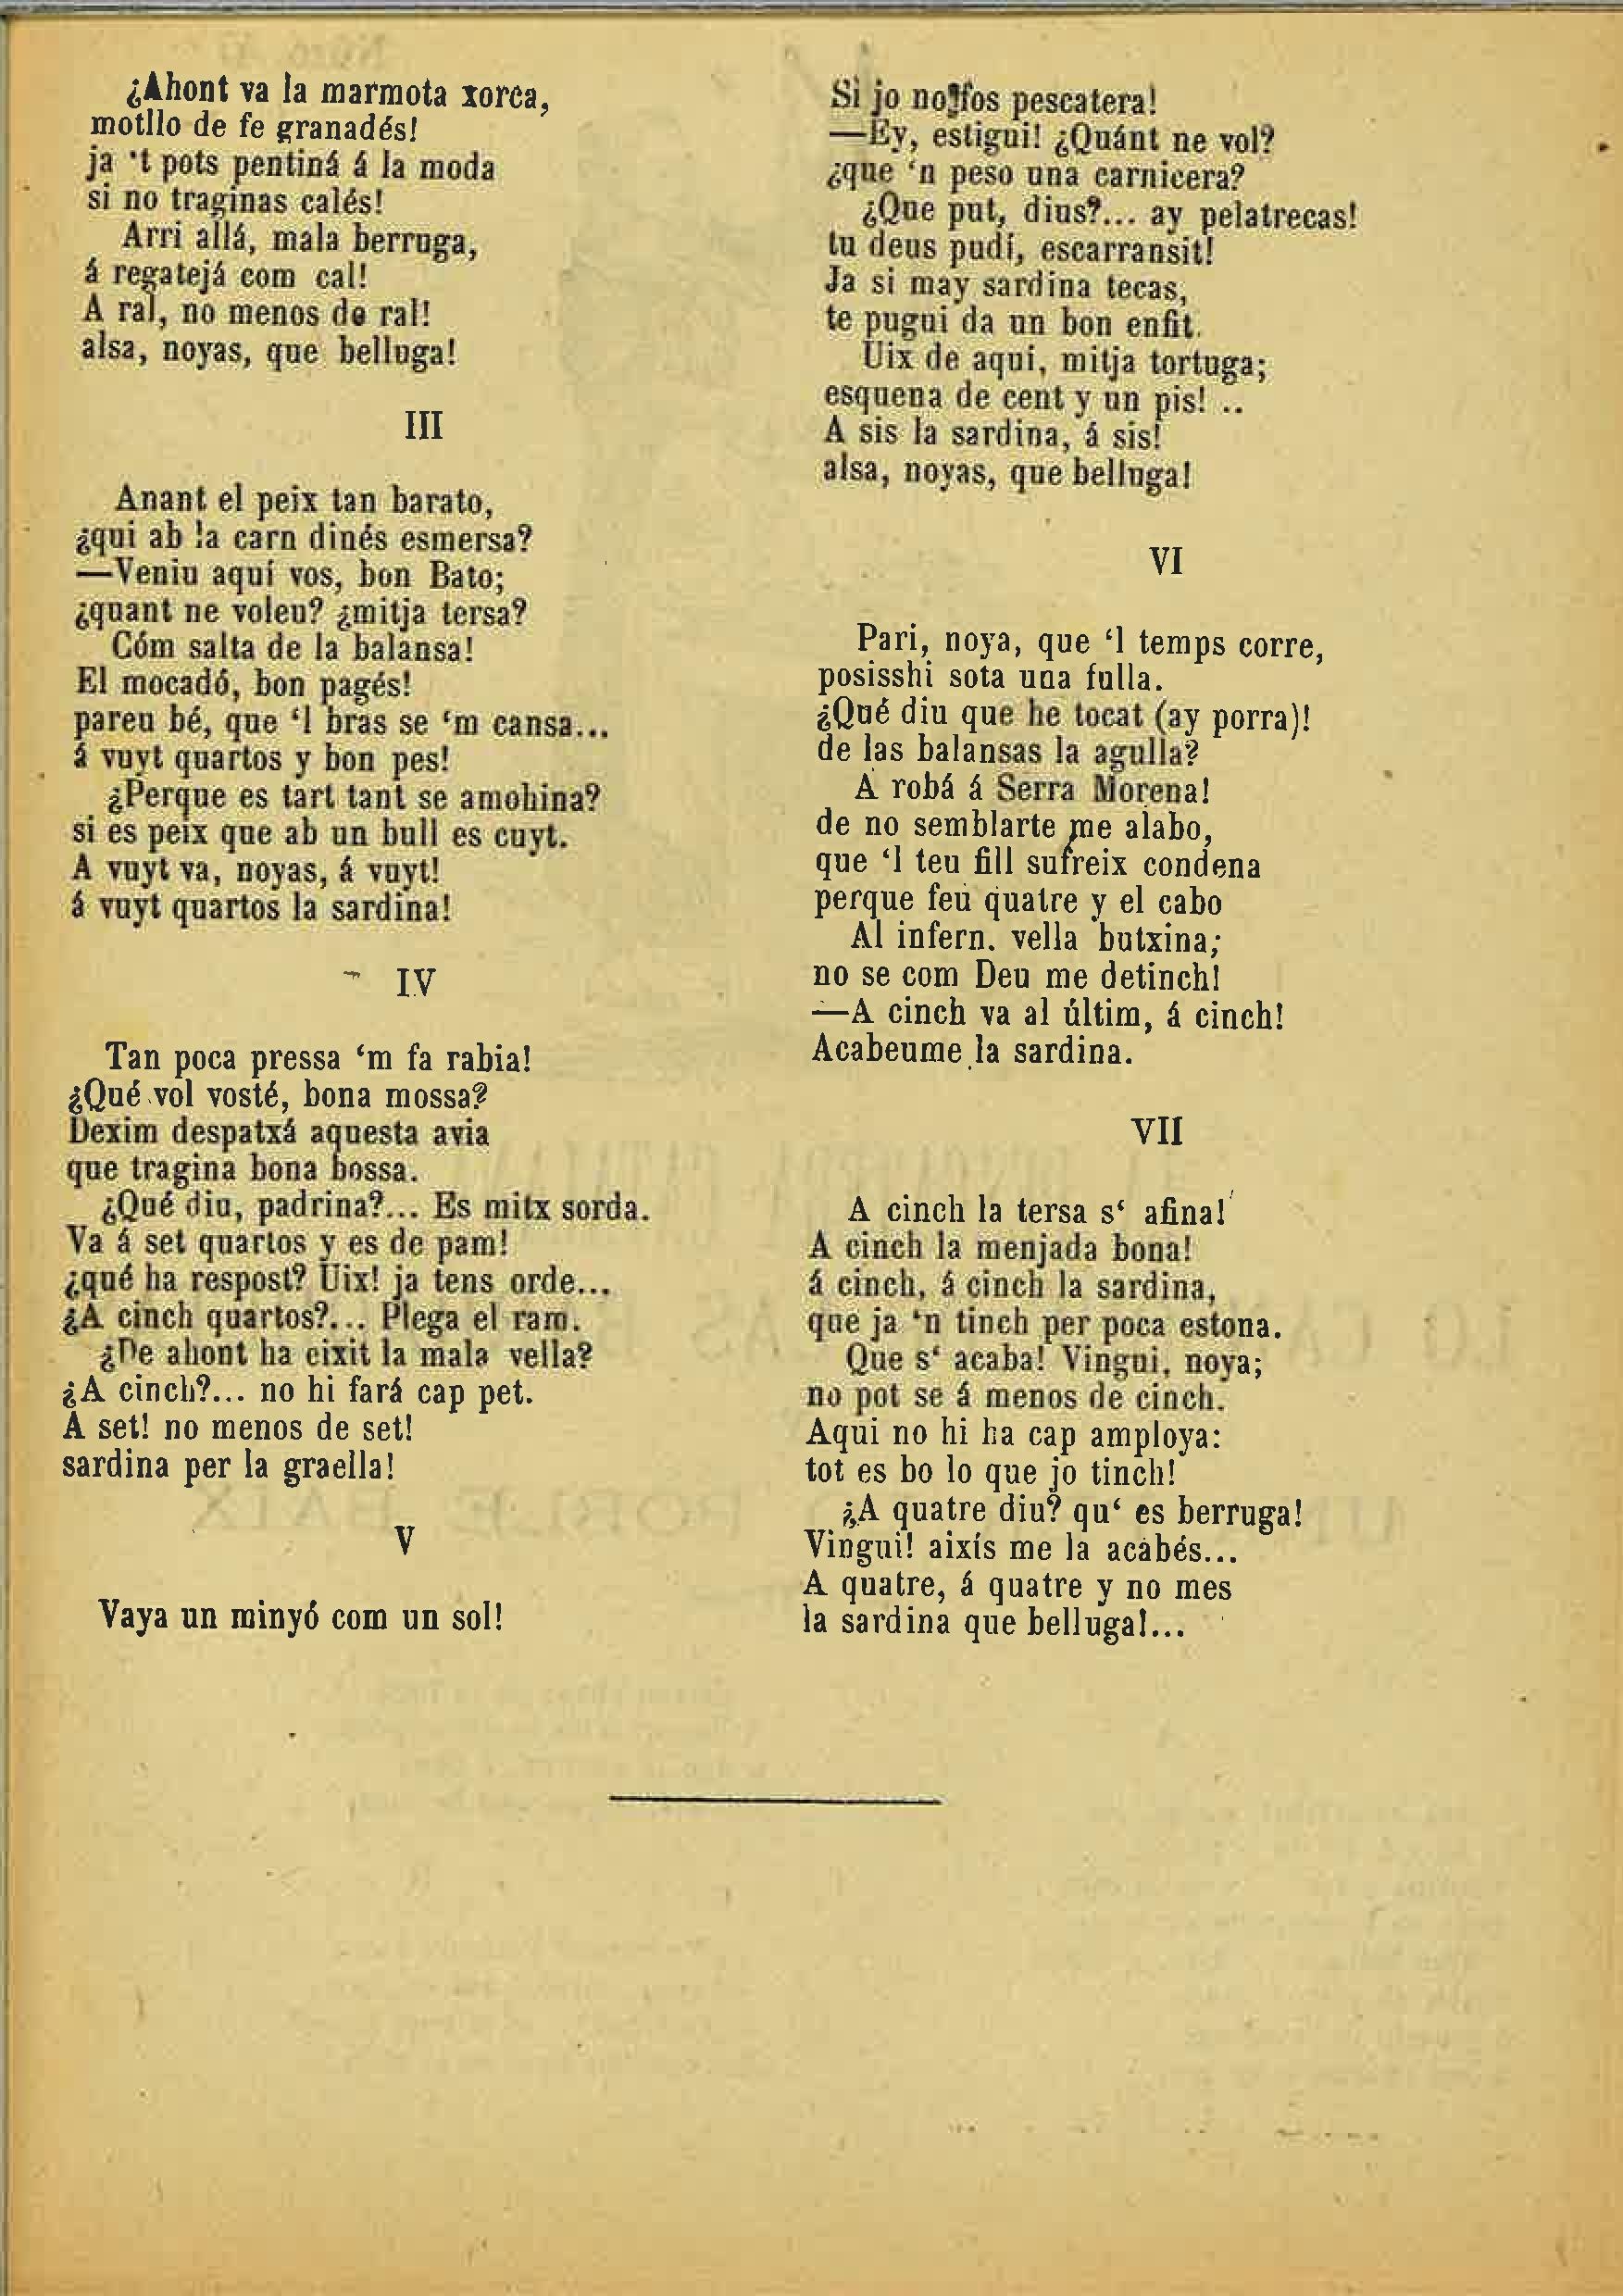 ¿Ahont va la marmota xorca,
motllo de fe granadés!
ja 't pots pentiná á la moda
si no traginas calés!
Arri allá, mala berruga,
á regatejá com cal!
A ral, no menos de ral!
alsa, noyas, que belluga!
III
Anant el peix tan barato,
¿qui ab la carn dinés esmersa?
—Veniu aquí vos, bon Bato;
¿quant ne voleu? ¿mitja tersa?
Cóm salta de la balansa!
El mocadó, bon pagés!
pareu bé, que 'l bras se 'm cansa...
á vuyt quartos y bon pes!
¿Perque es tart tant se amohina?
si es peix que ab un bull es cuyt.
A vuyt va, noyas, á vuyt!
á vuyt quartos la sardina!
IV
Tan poca pressa 'm fa rabia!
¿Qué vol vosté, bona mossa?
Dexim despatxá aquesta avia
que tragina bona bossa.
¿Qué diu, padrina?... Es mitx sorda.
Va á set quartos y es de pam!
¿qué ha respost? Uix! ja tens orde...
¿A cinch quartos?... Plega el ram.
¿De ahont ha eixit la mala vella?
¿A cinch?... no hi fará cap pet.
A set! no menos de set!
sardina per la graella!
V
Vaya un minyó com un sol!
Si jo no fos pescatera!
—Ey, estigui! ¿Quánt ne vol?
¿que 'n peso una carnicera?
¿Que put, dius?... ay pelatrecas!
tu deus pudí, escarransit!
Ja si may sardina tecas,
te pugui da un bon enfit.
Uix de aqui, mitja tortuga;
esquena de cent y un pis! ..
A sis la sardina, á sis!
alsa, noyas, que belluga!
VI
Pari, noya, que 'l temps corre,
posisshi sota una fulla.
¿Qué diu que he tocat (ay porra)!
de las balansas la agulla?
A robá á Serra Morena!
de no semblarte me alabo,
que 'l teu fill sufreix condena
perque feu quatre y el cabo
Al infern. vella butxina;
no se com Deu me detinch!
—A cinch va al últim, á cinch!
Acabeume la sardina.
VII
A cinch la tersa s' afina!
A cinch la menjada bona!
á cinch, á cinch la sardina,
que ja 'n tinch per poca estona.
Que s' acaba! Vingui, noya;
no pot se á menos de cinch.
Aqui no hi ha cap amploya:
tot es bo lo que jo tinch!
¿A quatre diu? qu' es berruga!
Vingui! aixís me la acabés...
A quatre, á quatre y no mes
la sardina que belluga!...